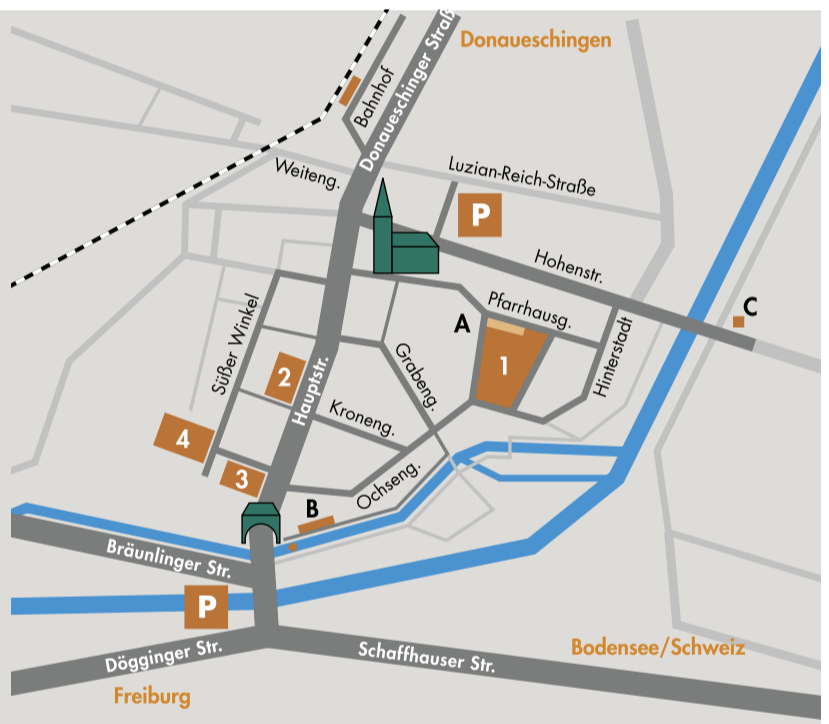 Donaueschingen
Bahnhof
Donaueschinger Straß
Weiteng.
Luzian-Reich-Straße
P
Hohenstr.
C
Pfarrhausg.
A
1
Süßer Winkel
Hinterstadt
2
Hauptstr.
Grabeng.
Kroneng.
4
3
Ochseng.
B
Bräunlinger Str.
P
Dögginger Str.
Schaffhauser Str.
Bodensee/Schweiz
Freiburg